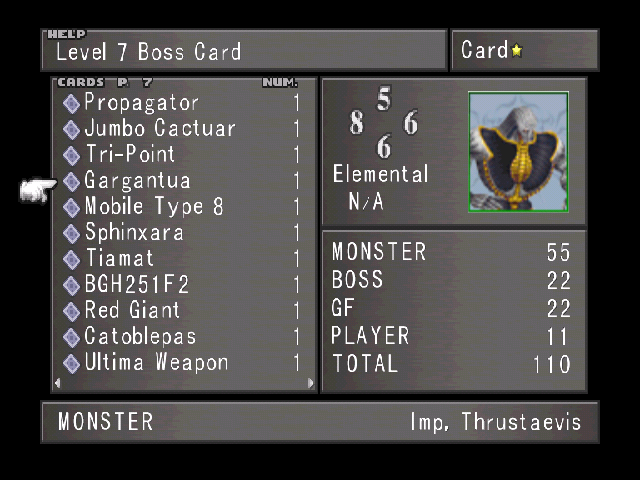 HELP
Level 7 Boss Card
Card
CARDS P. 7 NUM.
Propagator 1
Jumbo Cactuar 1
Tri-Point 1
Gargantua 1
Mobile Type 8 1
Sphinxara 1
Tiamat 1
BGH251F2 1
Red Giant 1
Catoblepas 1
Ultima Weapon 1
5
8 6
6
Elemental
N/A
MONSTER 55
BOSS 22
GF 22
PLAYER 11
TOTAL 110
MONSTER Imp, Thrustaevis